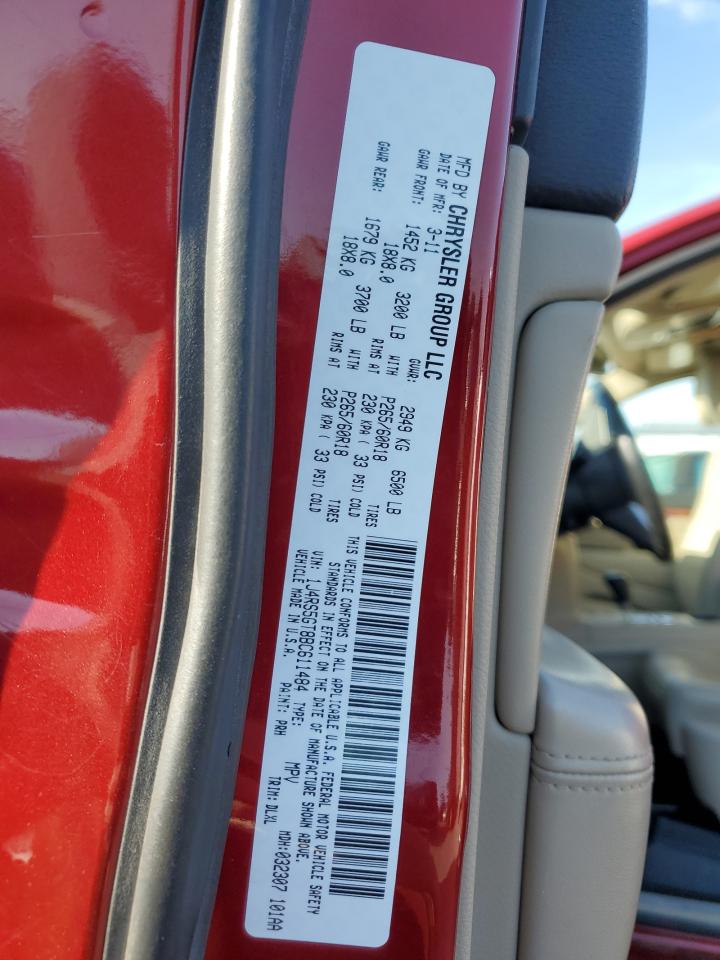 MFD BY CHRYSLER GROUP LLC
DATE OF MFR: 3-11 GVWR: 2949 KG 6500 LB
GAWR FRONT: 1452 KG 3200 LB WITH P265/60R18 TIRES
18X8.0 RIMS AT 230 KPA ( 33 PSI) COLD
GAWR REAR: 1679 KG 3700 LB WITH P265/60R18 TIRES
18X8.0 RIMS AT 230 KPA ( 33 PSI) COLD
THIS VEHICLE CONFORMS TO ALL APPLICABLE U.S.A. FEDERAL MOTOR VEHICLE SAFETY
STANDARDS IN EFFECT ON THE DATE OF MANUFACTURE SHOWN ABOVE.
VIN: 1J4RS5GT8BC611484 TYPE: MPV MDH:032307 101AA
VEHICLE MADE IN U.S.A. PAINT: PRH TRIM: DLXL